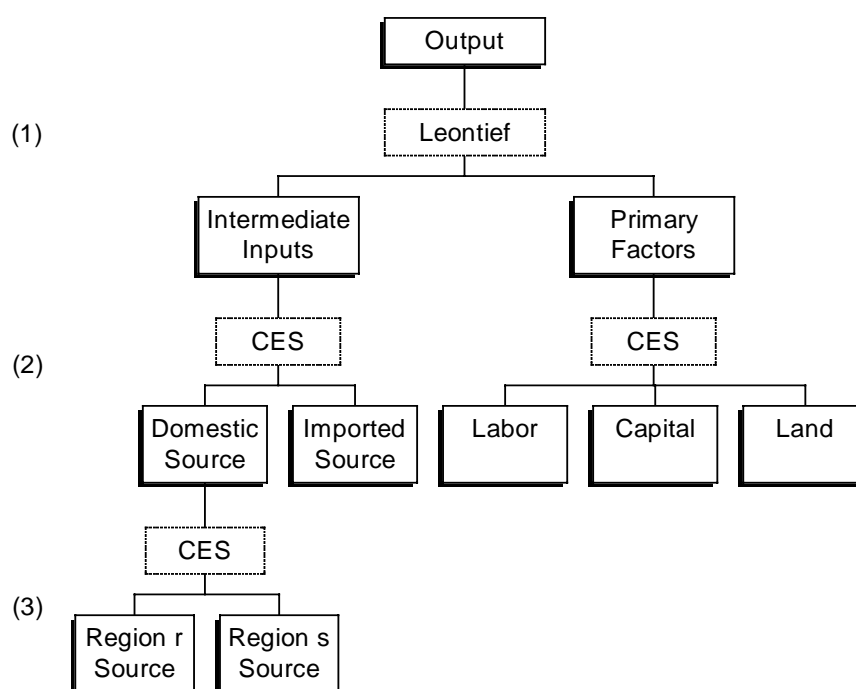 Output
(1)
Leontief
Intermediate
Inputs
Primary
Factors
CES
CES
(2)
Domestic
Source
Imported
Source
Labor
Capital
Land
CES
(3)
Region r
Source
Region s
Source